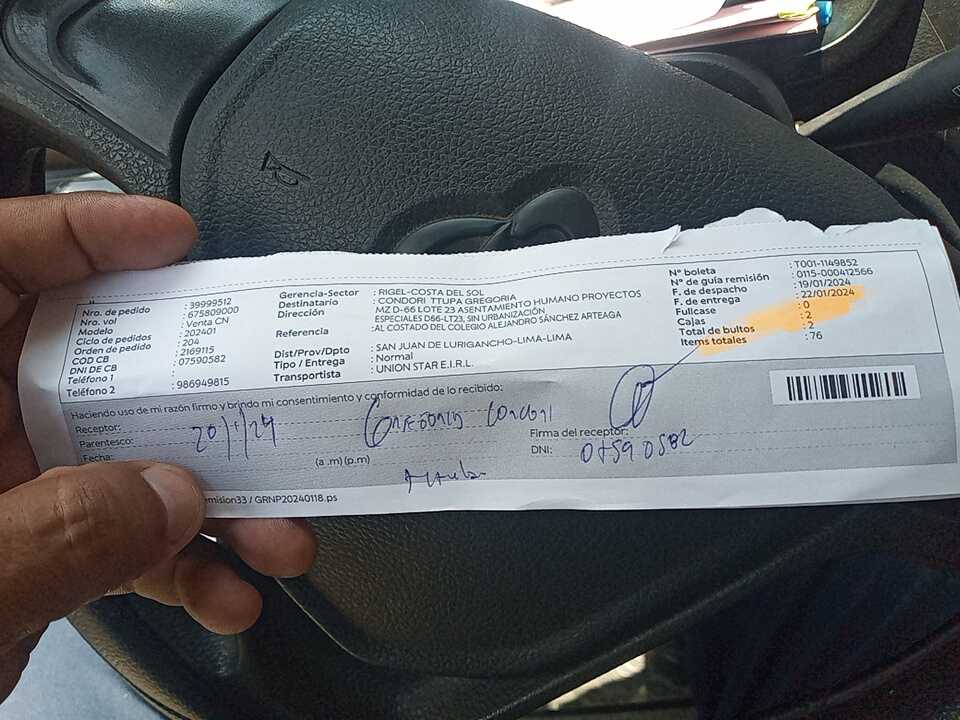 Nro. de pedido : 39999512
Nro. vol : 675809000
Modelo : Venta CN
Ciclo de pedidos : 202401
Orden de pedido : 204
COD CB : 2169115
DNI DE CB : 07590582
Teléfono 1 :
Teléfono 2 : 986949815
Gerencia-Sector : RIGEL-COSTA DEL SOL
Destinatario : CONDORI TTUPA GREGORIA
Dirección : MZ D-66 LOTE 23 ASENTAMIENTO HUMANO PROYECTOS
ESPECIALES D66-LT23, SIN URBANIZACIÓN
Referencia : AL COSTADO DEL COLEGIO ALEJANDRO SÁNCHEZ ARTEAGA
Dist/Prov/Dpto : SAN JUAN DE LURIGANCHO-LIMA-LIMA
Tipo / Entrega : Normal
Transportista : UNION STAR E.I.R.L.
N° boleta : T001-1149852
N° de guía remisión : 0115-000412566
F. de despacho : 19/01/2024
F. de entrega : 22/01/2024
Fullcase : 0
Cajas : 2
Total de bultos : 2
Items totales : 76
Haciendo uso de mi razón firmo y brindo mi consentimiento y conformidad de lo recibido:
Receptor:
Parentesco:
Fecha: 20/1/24
(a .m)(p.m)
Firma del receptor:
DNI: 07590582
emision33 / GRNP20240118.ps